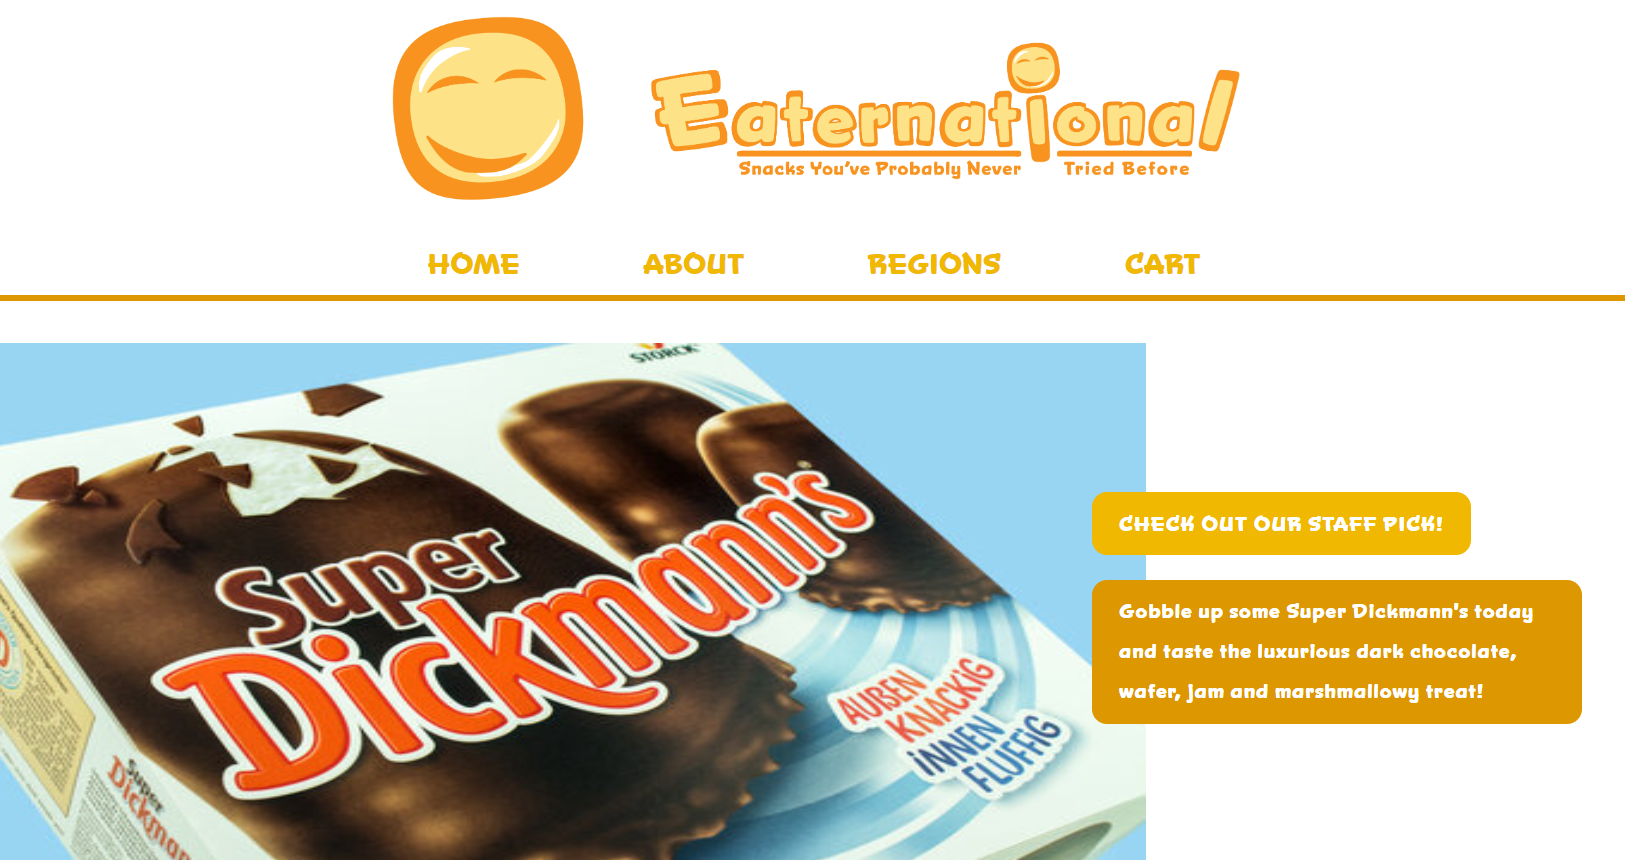 Eaternational
Snacks You've Probably Never Tried Before
HOME ABOUT REGIONS CART
STORCK
Super
Dickmann's
AUßEN
KNACKIG
iNNEN
FLUFFiG
CHECK OUT OUR STAFF PICK!
Gobble up some Super Dickmann's today
and taste the luxurious dark chocolate,
wafer, jam and marshmallowy treat!
Super